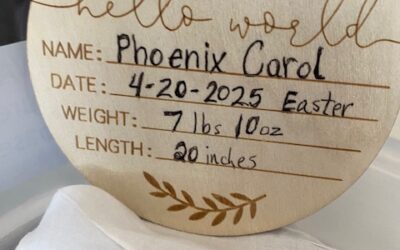 hello world
NAME: Phoenix Carol
DATE: 4-20-2025 Easter
WEIGHT: 7 lbs 10oz
LENGTH: 20 inches